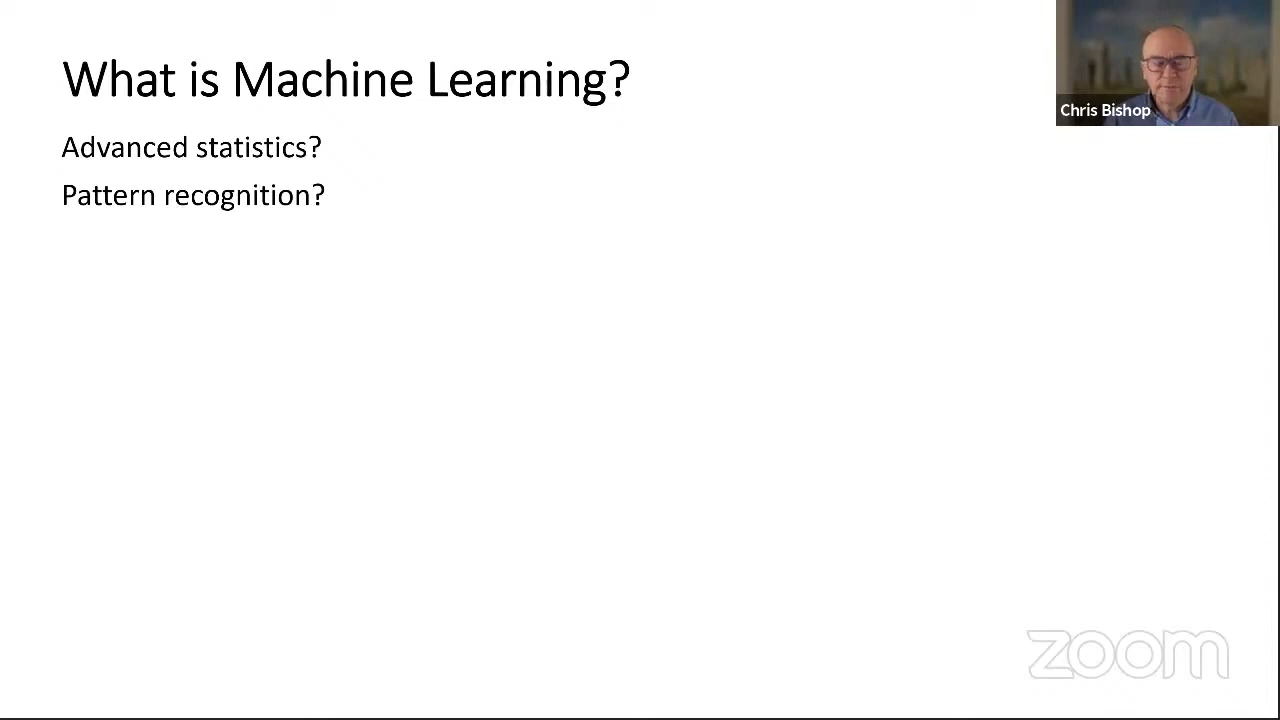 What is Machine Learning?
Advanced statistics?
Pattern recognition?
Chris Bishop
zoom